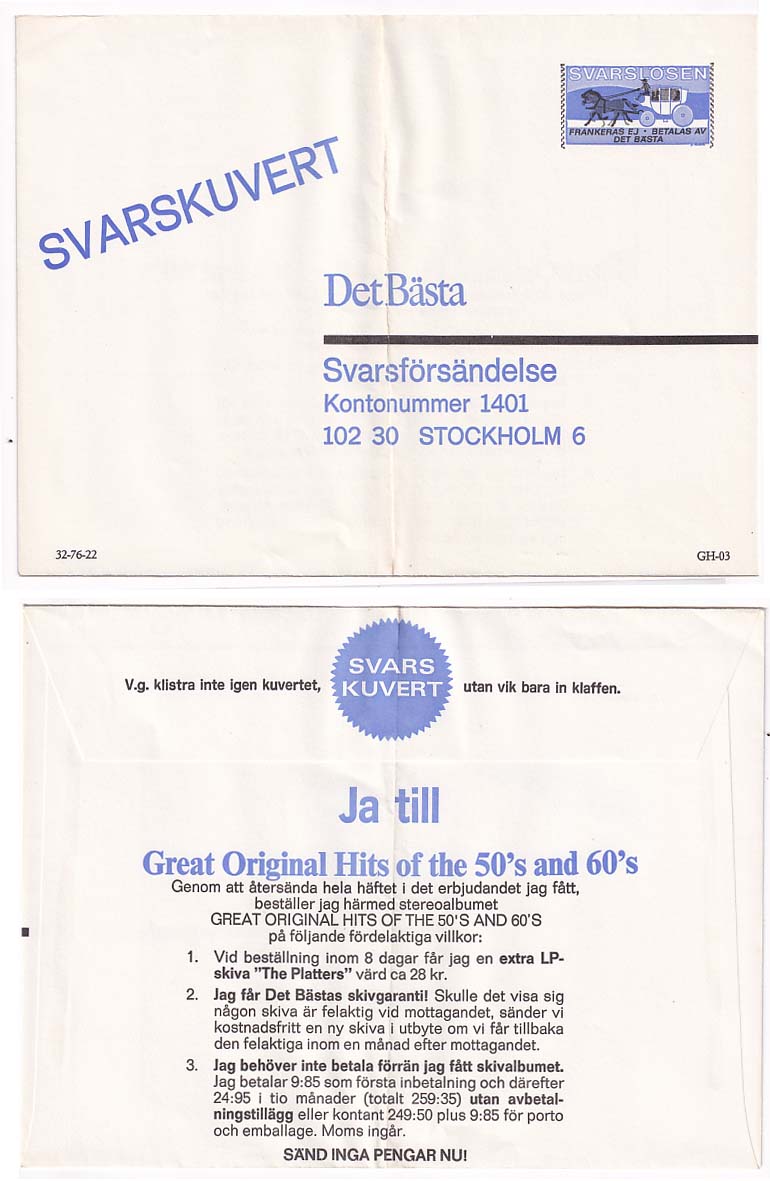 SVARSLÖSEN
FRANKERAS EJ · BETALAS AV
DET BÄSTA
SVARSKUVERT
Det Bästa
Svarsförsändelse
Kontonummer 1401
102 30 STOCKHOLM 6
32-76-22 GH-03
SVARS
V.g. klistra inte igen kuvertet, KUVERT utan vik bara in klaffen.
Ja till
Great Original Hits of the 50's and 60's
Genom att återsända hela häftet i det erbjudandet jag fått,
beställer jag härmed stereoalbumet
GREAT ORIGINAL HITS OF THE 50'S AND 60'S
på följande fördelaktiga villkor:
1. Vid beställning inom 8 dagar får jag en extra LP-
skiva "The Platters" värd ca 28 kr.
2. Jag får Det Bästas skivgaranti! Skulle det visa sig
någon skiva är felaktig vid mottagandet, sänder vi
kostnadsfritt en ny skiva i utbyte om vi får tillbaka
den felaktiga inom en månad efter mottagandet.
3. Jag behöver inte betala förrän jag fått skivalbumet.
Jag betalar 9:85 som första inbetalning och därefter
24:95 i tio månader (totalt 259:35) utan avbetal-
ningstillägg eller kontant 249:50 plus 9:85 för porto
och emballage. Moms ingår.
SÄND INGA PENGAR NU!